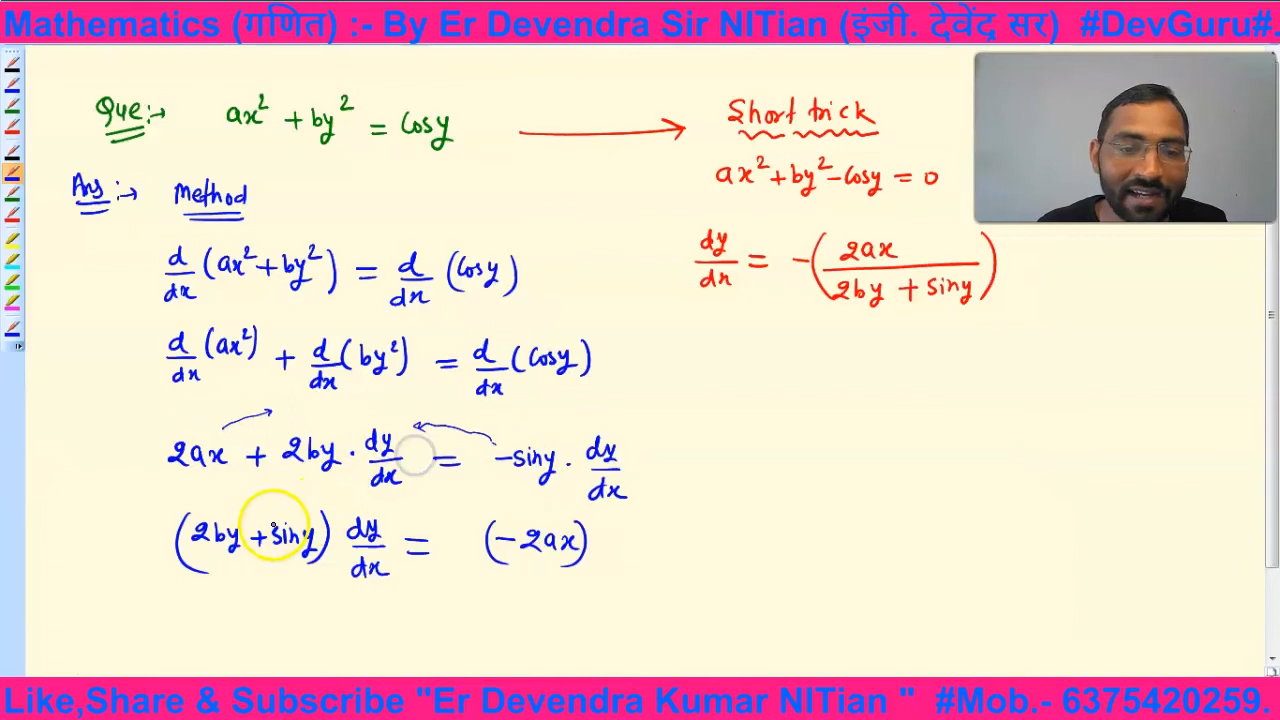 Mathematics (गणित) :- By Er Devendra Sir NITian (इंजी. देवेंद्र सर) #DevGuru#.
Que:→ ax² + by² = cosy
Ans:→ Method
d/dx (ax² + by²) = d/dx (cosy)
d/dx (ax²) + d/dx (by²) = d/dx (cosy)
2ax + 2by · dy/dx = -siny · dy/dx
(2by + siny) dy/dx = (-2ax)
Short trick
ax² + by² - cosy = 0
dy/dx = -(2ax/2by + siny)
Like,Share & Subscribe "Er Devendra Kumar NITian " #Mob.- 6375420259.